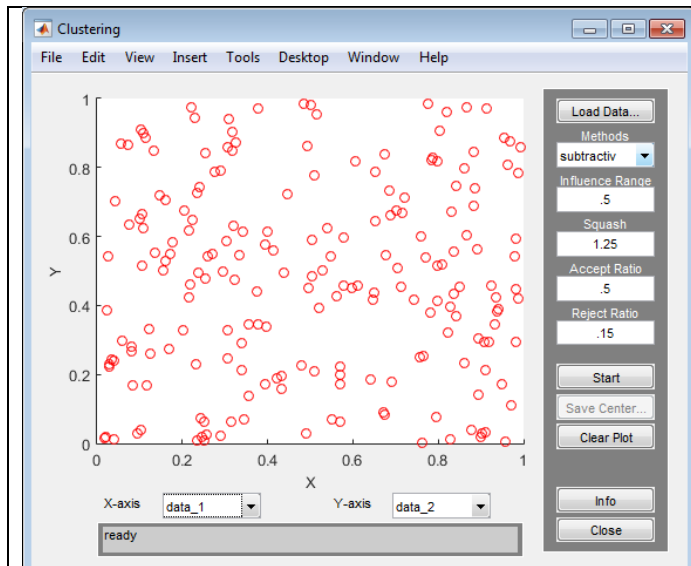 Clustering
File Edit View Insert Tools Desktop Window Help
Load Data...
Methods
subtractiv
Influence Range
.5
Squash
1.25
Accept Ratio
.5
Reject Ratio
.15
Start
Save Center...
Clear Plot
Info
Close
1
0.8
0.6
0.4
0.2
0
Y
0 0.2 0.4 0.6 0.8 1
X
X-axis data_1 Y-axis data_2
ready